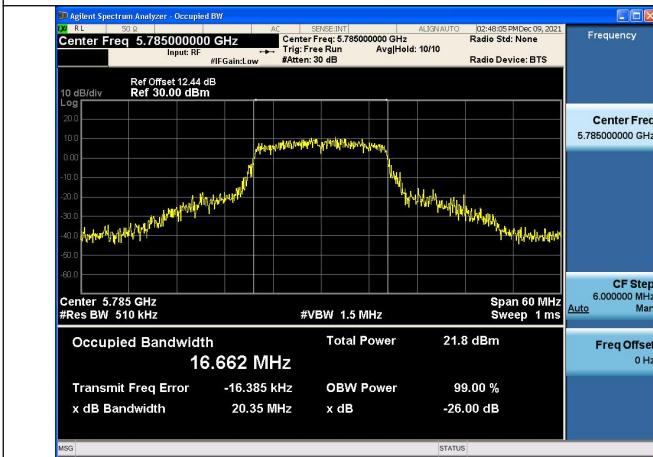 Agilent Spectrum Analyzer - Occupied BW
RL 50 Ω AC SENSE:INT ALIGN AUTO 02:48:05 PM Dec 09, 2021
Center Freq 5.785000000 GHz Center Freq: 5.785000000 GHz Radio Std: None
Input: RF Trig: Free Run Avg|Hold: 10/10
#IFGain:Low #Atten: 30 dB Radio Device: BTS
Ref Offset 12.44 dB
10 dB/div Ref 30.00 dBm
Log
20.0
10.0
0.00
-10.0
-20.0
-30.0
-40.0
-50.0
-60.0
Center 5.785 GHz Span 60 MHz
#Res BW 510 kHz #VBW 1.5 MHz Sweep 1 ms
Occupied Bandwidth Total Power 21.8 dBm
16.662 MHz
Transmit Freq Error -16.385 kHz OBW Power 99.00 %
x dB Bandwidth 20.35 MHz x dB -26.00 dB
MSG STATUS
Frequency
Center Freq
5.785000000 GHz
CF Step
6.000000 MHz
Auto Man
Freq Offset
0 Hz